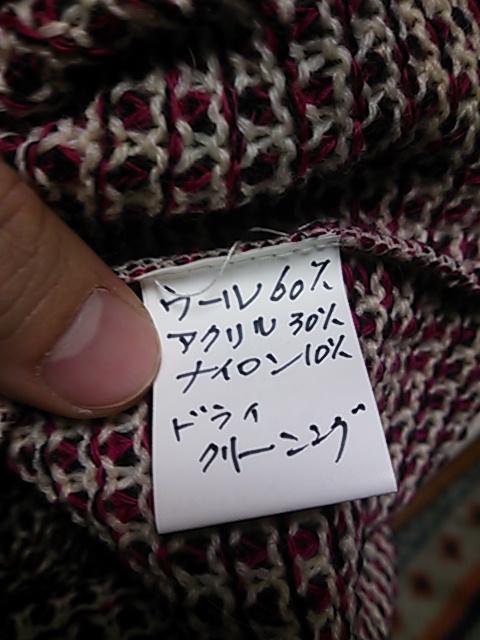 ウール60%
アクリル30%
ナイロン10%
ドライ
クリーニング